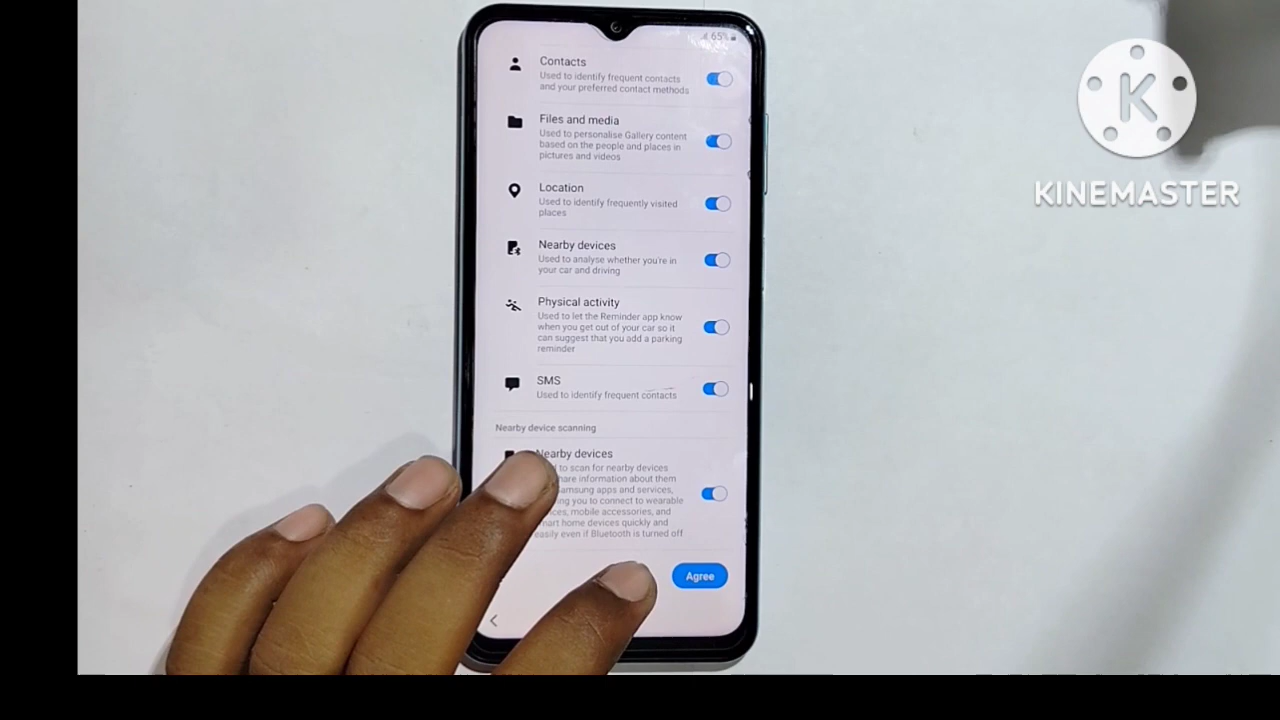 65%
Contacts
Used to identify frequent contacts
and your preferred contact methods
Files and media
Used to personalise Gallery content
based on the people and places in
pictures and videos
Location
Used to identify frequently visited
places
Nearby devices
Used to analyse whether you're in
your car and driving
Physical activity
Used to let the Reminder app know
when you get out of your car so it
can suggest that you add a parking
reminder
SMS
Used to identify frequent contacts
Nearby device scanning
Nearby devices
to scan for nearby devices
share information about them
Samsung apps and services,
you to connect to wearable
mobile accessories, and
smart home devices quickly and
easily even if Bluetooth is turned off
Agree
K
KINEMASTER